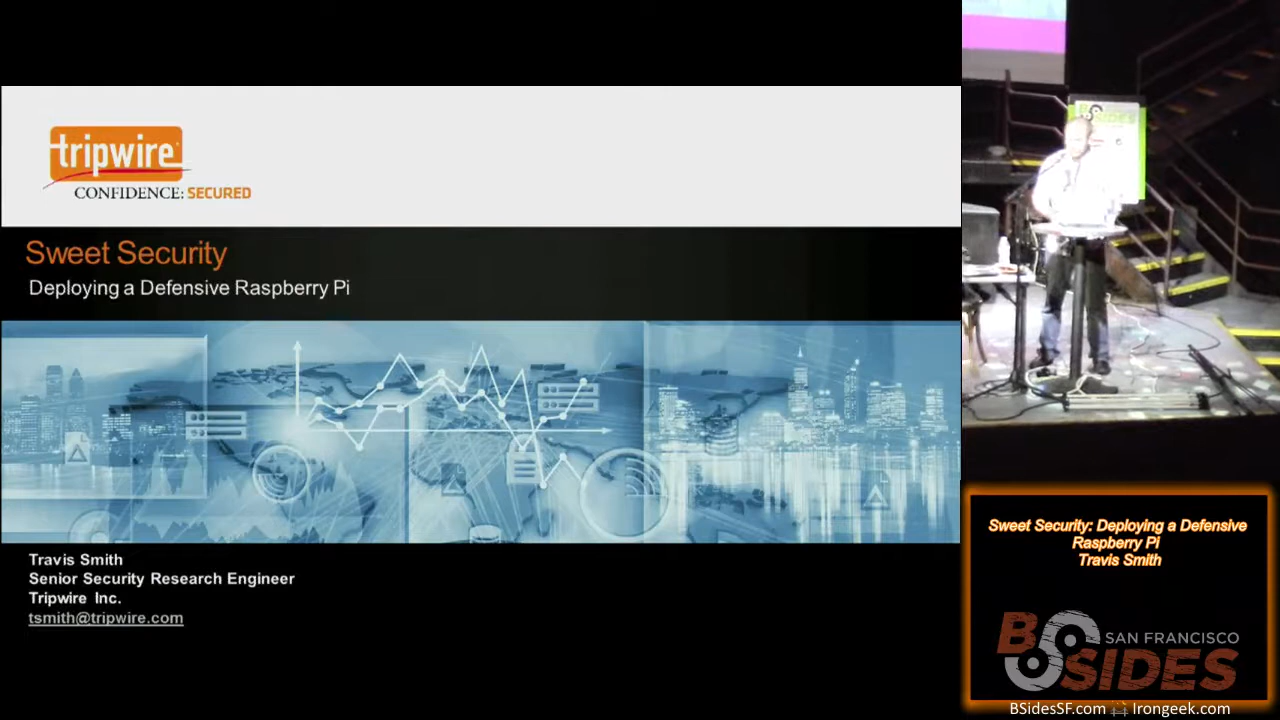 tripwire
CONFIDENCE: SECURED
Sweet Security
Deploying a Defensive Raspberry Pi
Travis Smith
Senior Security Research Engineer
Tripwire Inc.
tsmith@tripwire.com
BSIDES
Sweet Security: Deploying a Defensive
Raspberry Pi
Travis Smith
BSIDES
SAN FRANCISCO
BSidesSF.com Irongeek.com